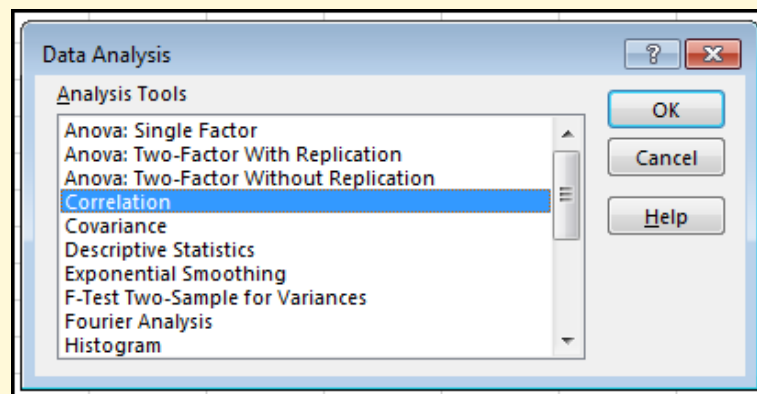 Data Analysis
?
Analysis Tools
Anova: Single Factor
Anova: Two-Factor With Replication
Anova: Two-Factor Without Replication
Correlation
Covariance
Descriptive Statistics
Exponential Smoothing
F-Test Two-Sample for Variances
Fourier Analysis
Histogram
OK
Cancel
Help